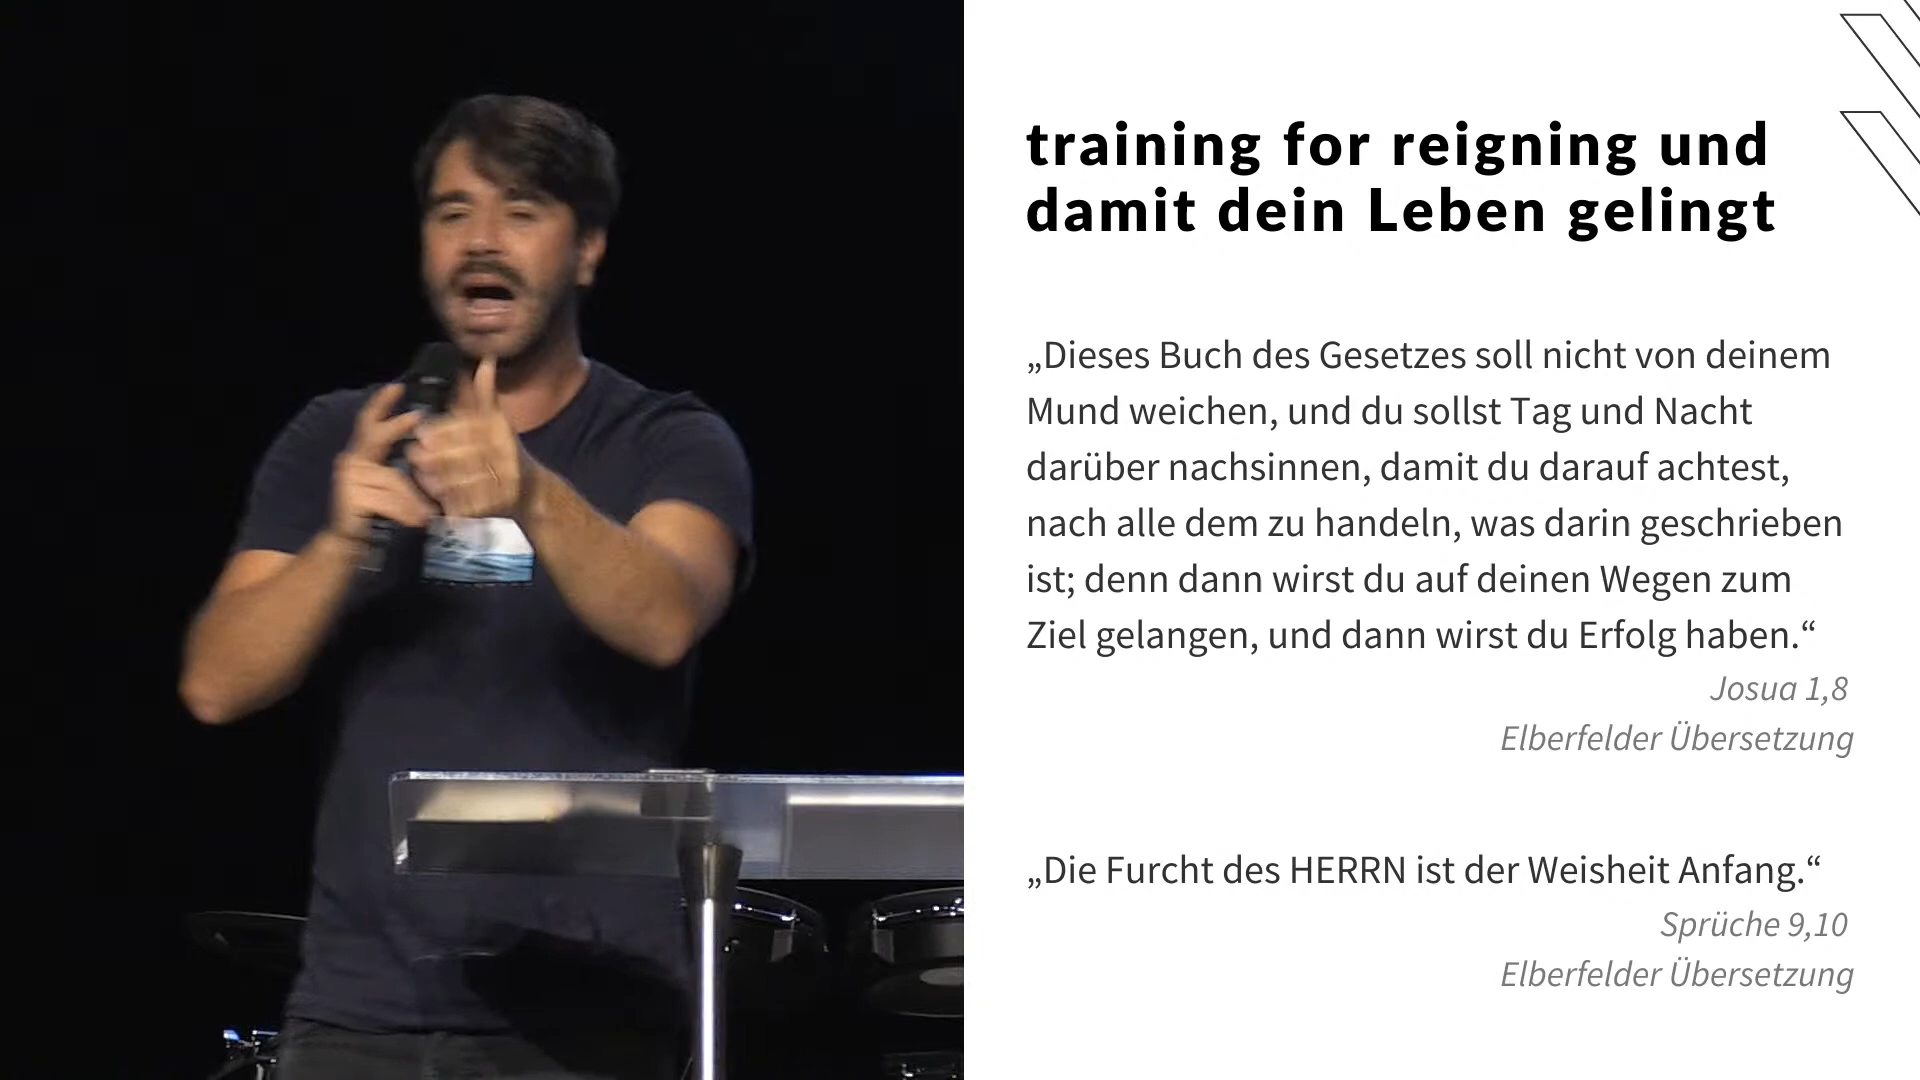 training for reigning und
damit dein Leben gelingt
„Dieses Buch des Gesetzes soll nicht von deinem
Mund weichen, und du sollst Tag und Nacht
darüber nachsinnen, damit du darauf achtest,
nach alle dem zu handeln, was darin geschrieben
ist; denn dann wirst du auf deinen Wegen zum
Ziel gelangen, und dann wirst du Erfolg haben.“
Josua 1,8
Elberfelder Übersetzung
„Die Furcht des HERRN ist der Weisheit Anfang.“
Sprüche 9,10
Elberfelder Übersetzung